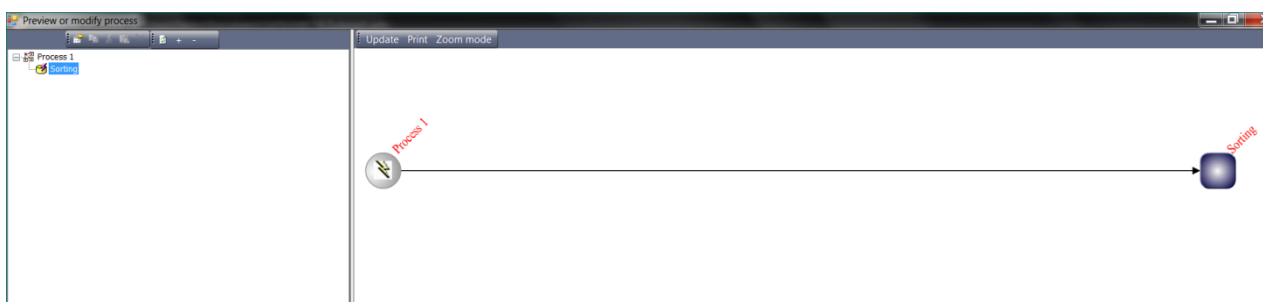 Preview or modify process
+ -
Update Print Zoom mode
Process 1
Sorting
Process 1
Sorting